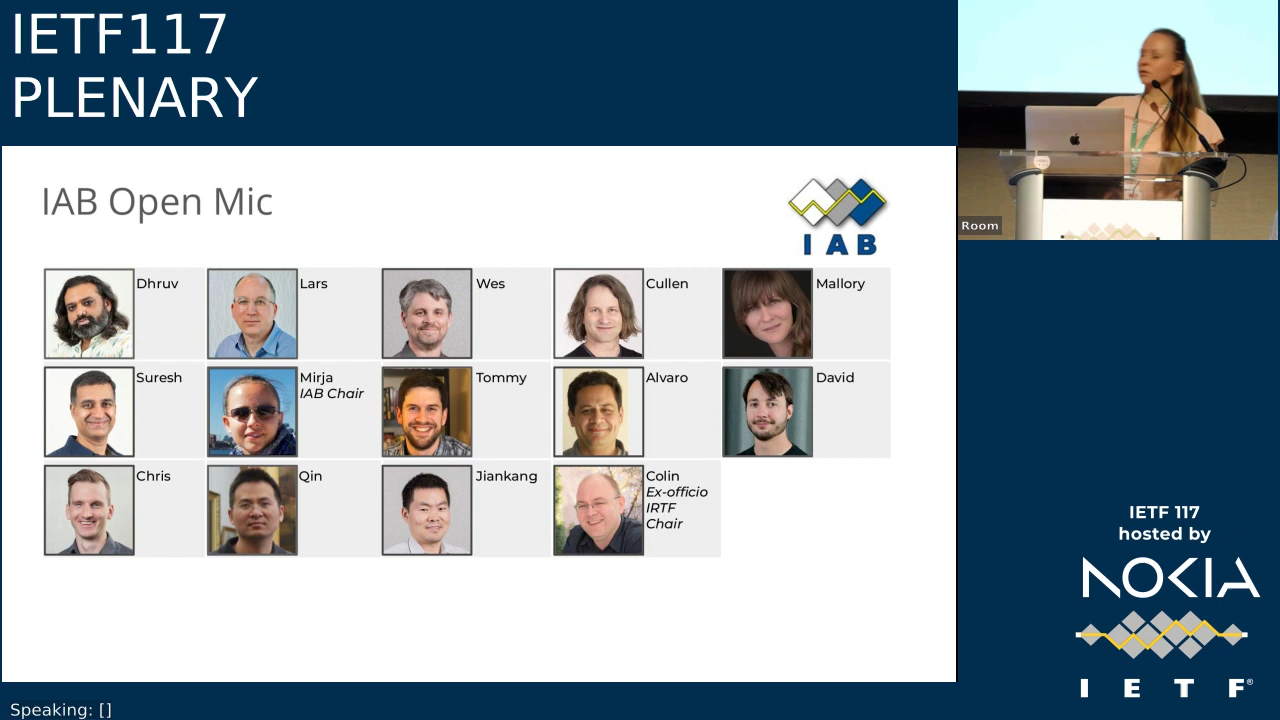 IETF117
PLENARY
Room
IAB Open Mic
IAB
Dhruv
Lars
Wes
Cullen
Mallory
Suresh
Mirja
IAB Chair
Tommy
Alvaro
David
Chris
Qin
Jiankang
Colin
Ex-officio
IRTF
Chair
IETF 117
hosted by
NOKIA
I E T F®
Speaking: []